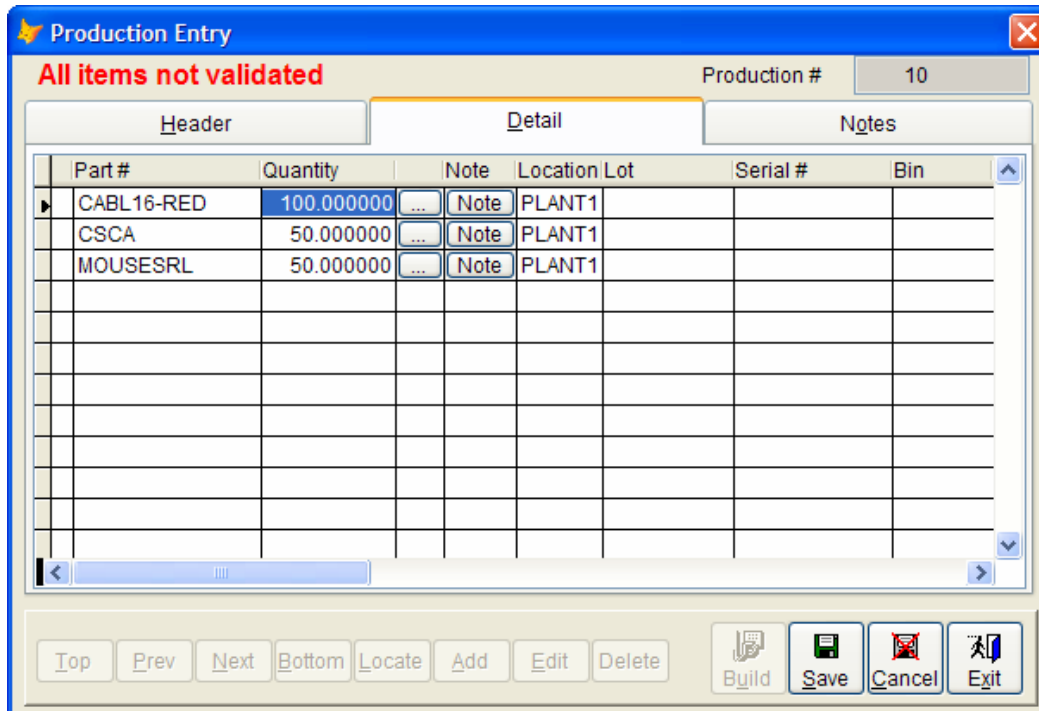 Production Entry
All items not validated Production # 10
Header Detail Notes
Part # Quantity Note Location Lot Serial # Bin
CABL16-RED 100.000000 ... Note PLANT1
CSCA 50.000000 ... Note PLANT1
MOUSESRL 50.000000 ... Note PLANT1
Top Prev Next Bottom Locate Add Edit Delete Build Save Cancel Exit